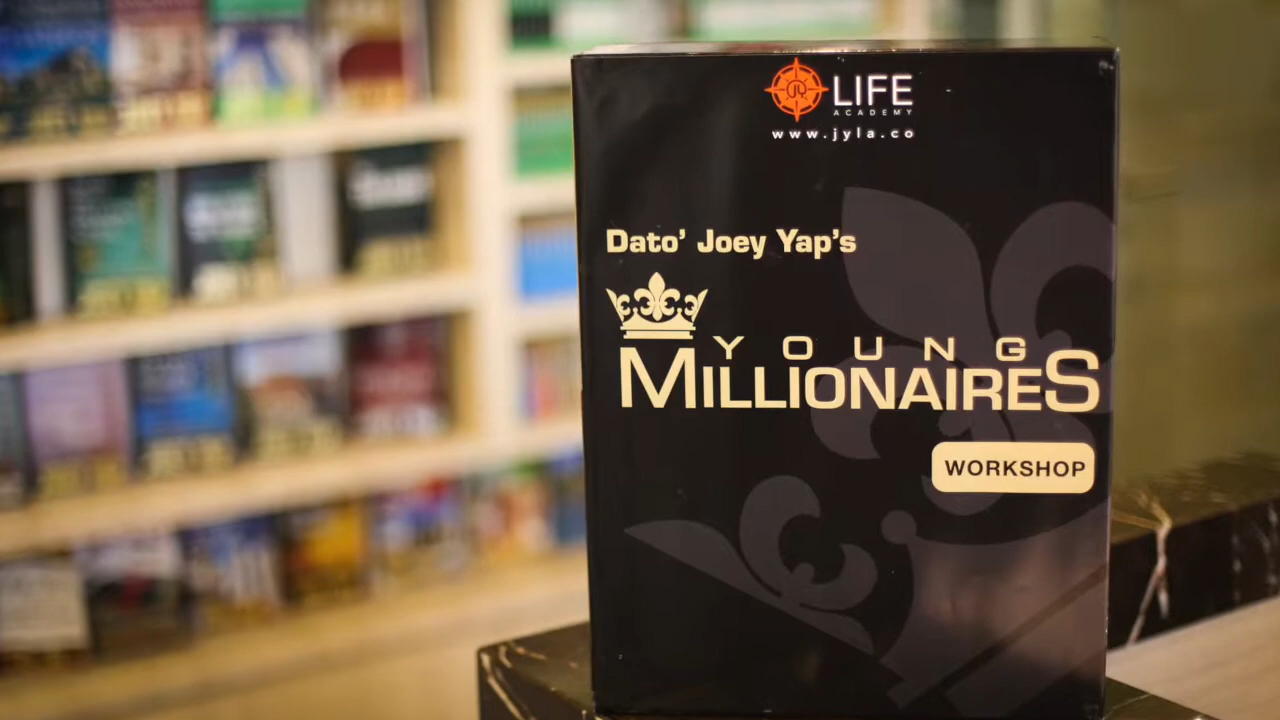 LIFE
ACADEMY
www.jyla.co
Dato' Joey Yap's
YOUNG
MILLIONAIRES
WORKSHOP